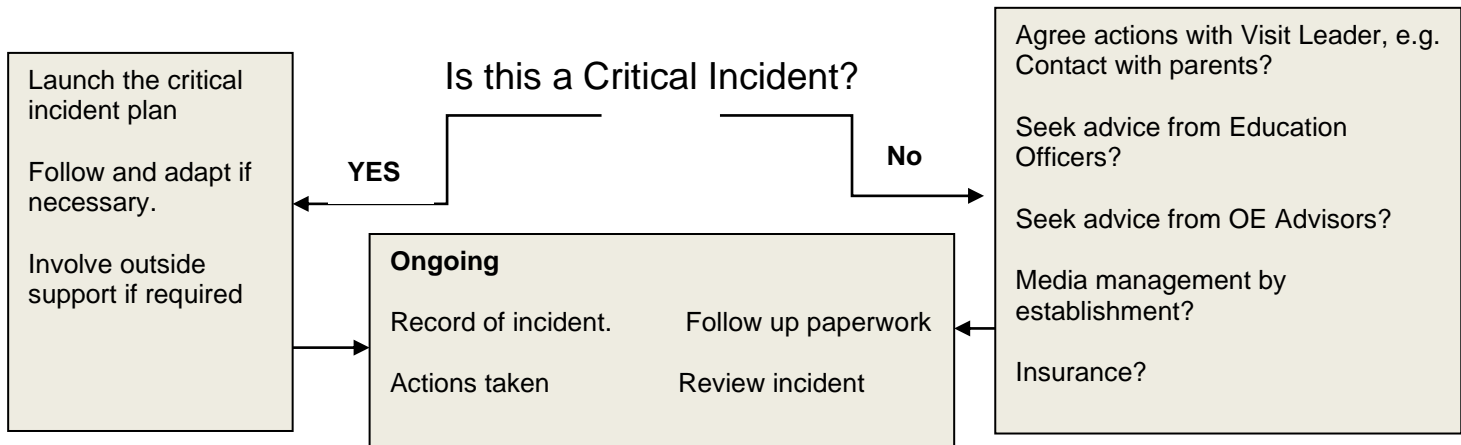 Is this a Critical Incident?
YES
No
Launch the critical
incident plan
Follow and adapt if
necessary.
Involve outside
support if required
Agree actions with Visit Leader, e.g.
Contact with parents?
Seek advice from Education
Officers?
Seek advice from OE Advisors?
Media management by
establishment?
Insurance?
Ongoing
Record of incident. Follow up paperwork
Actions taken Review incident